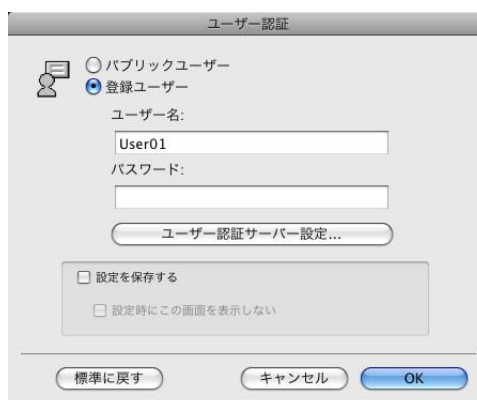 ユーザー認証
パブリックユーザー
登録ユーザー
ユーザー名:
User01
パスワード:
ユーザー認証サーバー設定...
設定を保存する
設定時にこの画面を表示しない
標準に戻す キャンセル OK